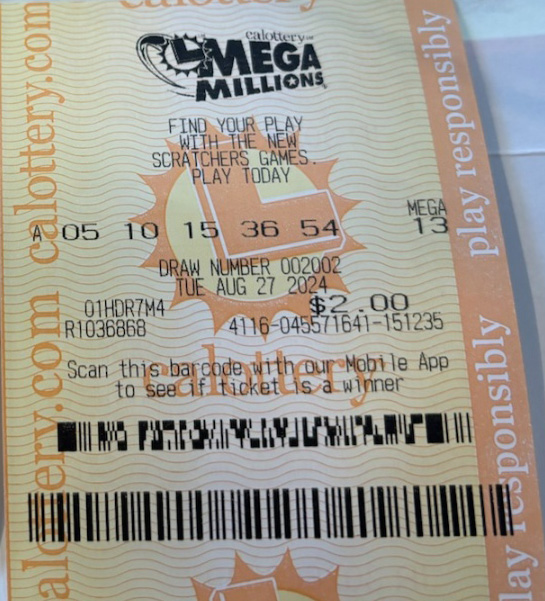 calottery
calottery
MEGA
MILLIONS
FIND YOUR PLAY
WITH THE NEW
SCRATCHERS GAMES.
PLAY TODAY
MEGA
A 05 10 15 36 54 13
DRAW NUMBER 002002
TUE AUG 27 2024
01HDR7M4 $2.00
R1036868 4116-045571641-151235
Scan this barcode with our Mobile App
to see if ticket is a winner
calottery
calottery.com calottery.com
play responsibly play responsibly